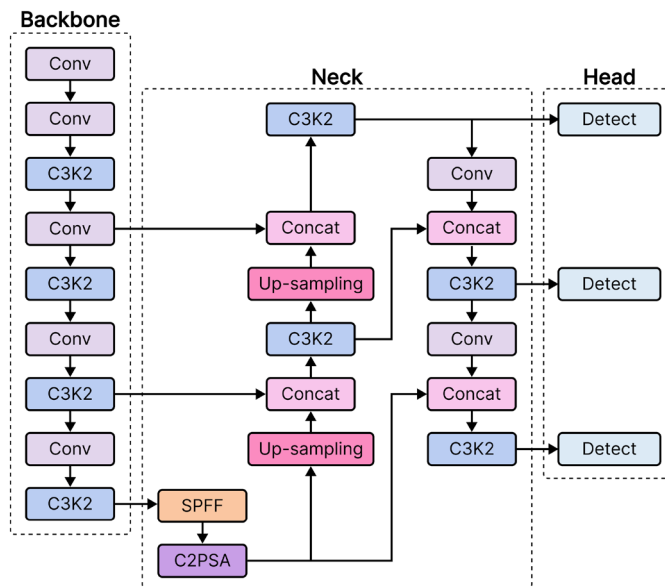 Backbone
Conv
Conv
C3K2
Conv
C3K2
Conv
C3K2
Conv
C3K2
Neck
C3K2
Concat
Up-sampling
C3K2
Concat
Up-sampling
SPFF
C2PSA
Conv
Concat
C3K2
Conv
Concat
C3K2
Head
Detect
Detect
Detect